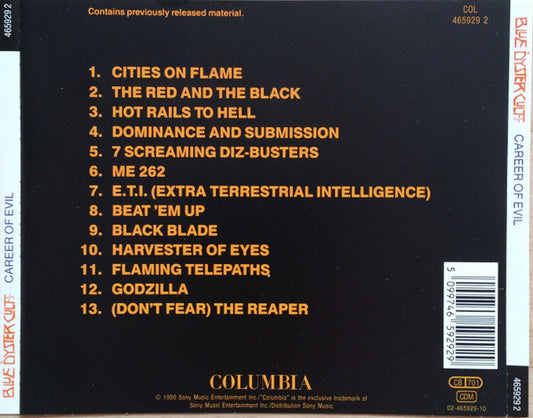 Contains previously released material.
COL
465929 2
1. CITIES ON FLAME
2. THE RED AND THE BLACK
3. HOT RAILS TO HELL
4. DOMINANCE AND SUBMISSION
5. 7 SCREAMING DIZ-BUSTERS
6. ME 262
7. E.T.I. (EXTRA TERRESTRIAL INTELLIGENCE)
8. BEAT 'EM UP
9. BLACK BLADE
10. HARVESTER OF EYES
11. FLAMING TELEPATHS
12. GODZILLA
13. (DON'T FEAR) THE REAPER
5 099746 592929
CB 701
CDM
02-465929-10
COLUMBIA
© 1990 Sony Music Entertainment Inc./"Columbia" is the exclusive trademark of
Sony Music Entertainment Inc./Distribution Sony Music
BLUE ÖYSTER CULT CAREER OF EVIL 465929 2
BLUE ÖYSTER CULT CAREER OF EVIL 465929 2